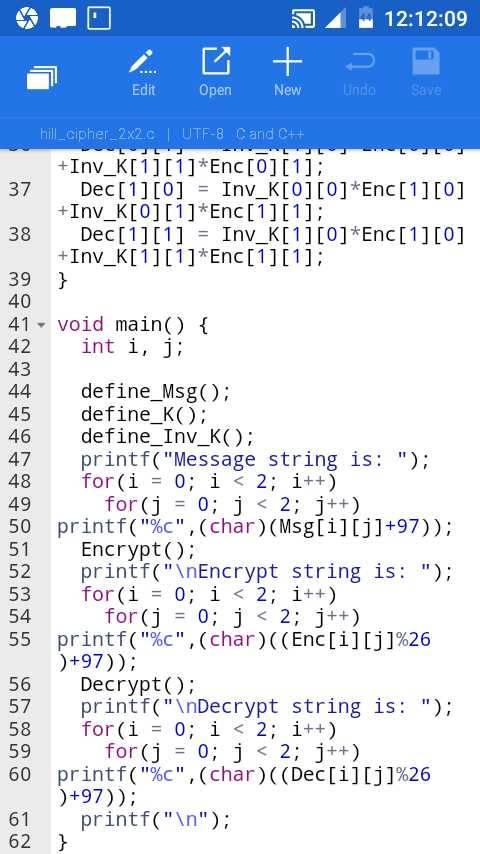 12:12:09
Edit Open New Undo Save
hill_cipher_2x2.c | UTF-8 C and C++
+Inv_K[1][1]*Enc[0][1];
37 Dec[1][0] = Inv_K[0][0]*Enc[1][0]
+Inv_K[0][1]*Enc[1][1];
38 Dec[1][1] = Inv_K[1][0]*Enc[1][0]
+Inv_K[1][1]*Enc[1][1];
39 }
40
41 void main() {
42 int i, j;
43
44 define_Msg();
45 define_K();
46 define_Inv_K();
47 printf("Message string is: ");
48 for(i = 0; i < 2; i++)
49 for(j = 0; j < 2; j++)
50 printf("%c",(char)(Msg[i][j]+97));
51 Encrypt();
52 printf("\nEncrypt string is: ");
53 for(i = 0; i < 2; i++)
54 for(j = 0; j < 2; j++)
55 printf("%c",(char)((Enc[i][j]%26
)+97));
56 Decrypt();
57 printf("\nDecrypt string is: ");
58 for(i = 0; i < 2; i++)
59 for(j = 0; j < 2; j++)
60 printf("%c",(char)((Dec[i][j]%26
)+97));
61 printf("\n");
62 }